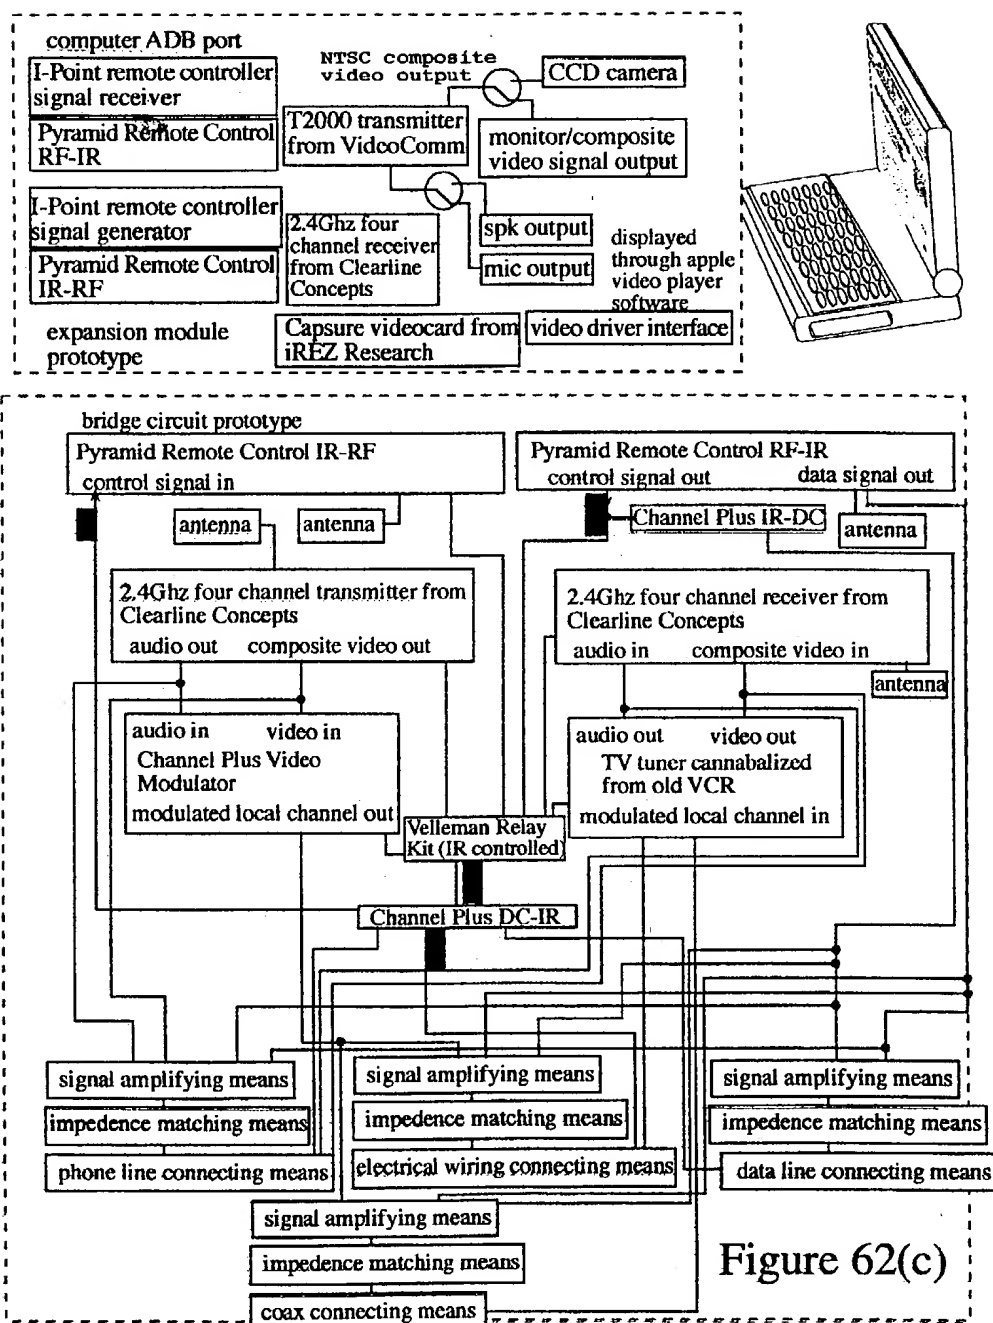 computer ADB port
I-Point remote controller
signal receiver
Pyramid Remote Control
RF-IR
I-Point remote controller
signal generator
Pyramid Remote Control
IR-RF
expansion module
prototype
NTSC composite
video output
CCD camera
T2000 transmitter
from VideoComm
monitor/composite
video signal output
2.4Ghz four
channel receiver
from Clearline
Concepts
spk output
mic output
displayed
through apple
video player
software
Capsure videocard from
iREZ Research
video driver interface
bridge circuit prototype
Pyramid Remote Control IR-RF
control signal in
Pyramid Remote Control RF-IR
control signal out
data signal out
antenna
antenna
Channel Plus IR-DC
antenna
2.4Ghz four channel transmitter from
Clearline Concepts
audio out composite video out
2.4Ghz four channel receiver from
Clearline Concepts
audio in composite video in
antenna
audio in video in
Channel Plus Video
Modulator
modulated local channel out
audio out video out
TV tuner cannabalized
from old VCR
modulated local channel in
Velleman Relay
Kit (IR controlled)
Channel Plus DC-IR
signal amplifying means
impedence matching means
phone line connecting means
signal amplifying means
impedence matching means
electrical wiring connecting means
signal amplifying means
impedence matching means
data line connecting means
signal amplifying means
impedence matching means
coax connecting means
Figure 62(c)